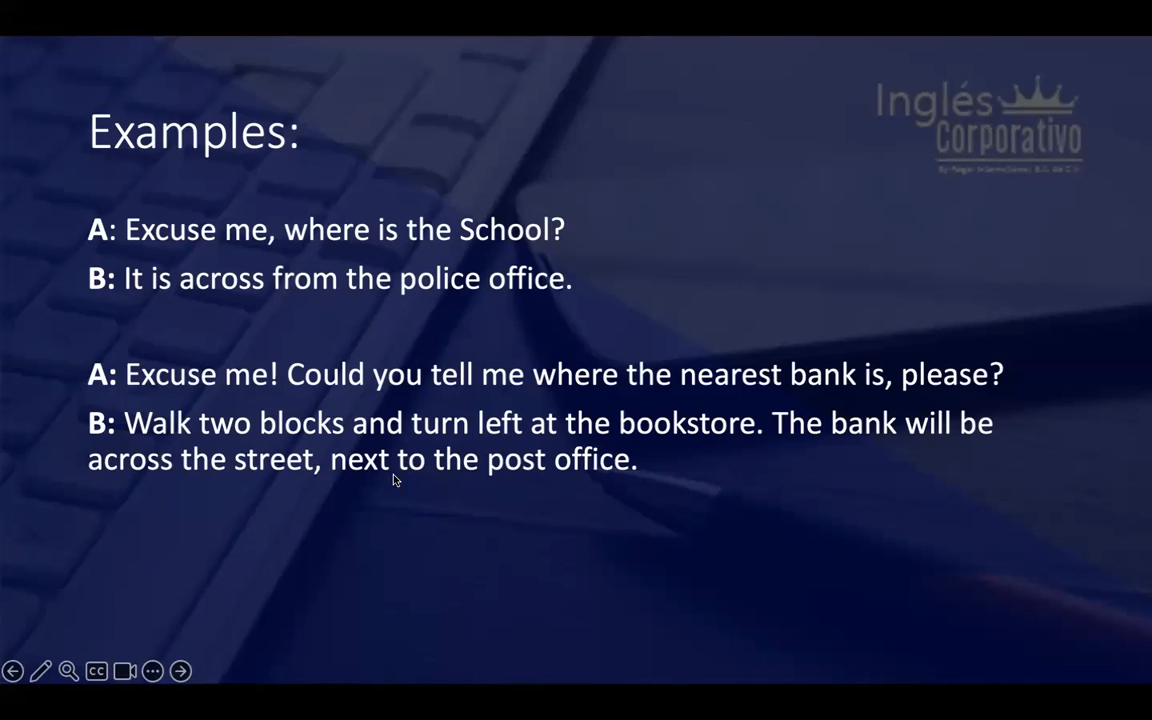 Inglés
Corporativo
Examples:
A: Excuse me, where is the School?
B: It is across from the police office.
A: Excuse me! Could you tell me where the nearest bank is, please?
B: Walk two blocks and turn left at the bookstore. The bank will be
across the street, next to the post office.
CC